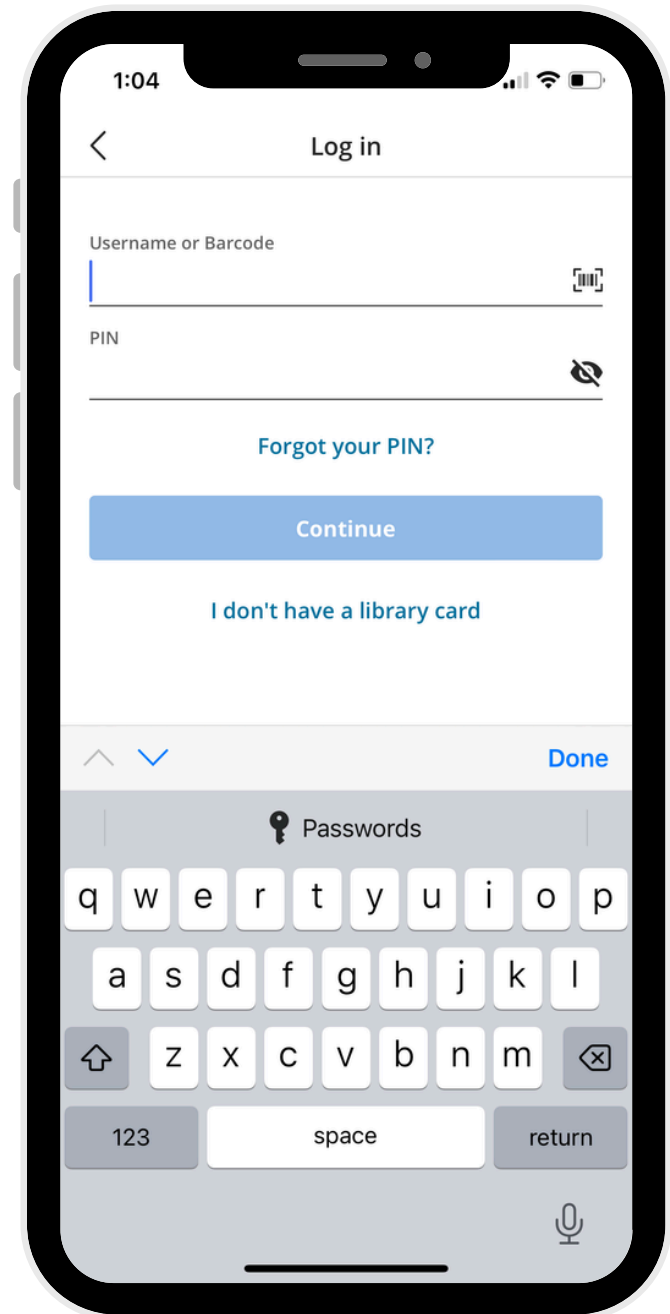 1:04
Log in
Username or Barcode
PIN
Forgot your PIN?
Continue
I don't have a library card
Done
Passwords
q w e r t y u i o p
a s d f g h j k l
z x c v b n m
123 space return